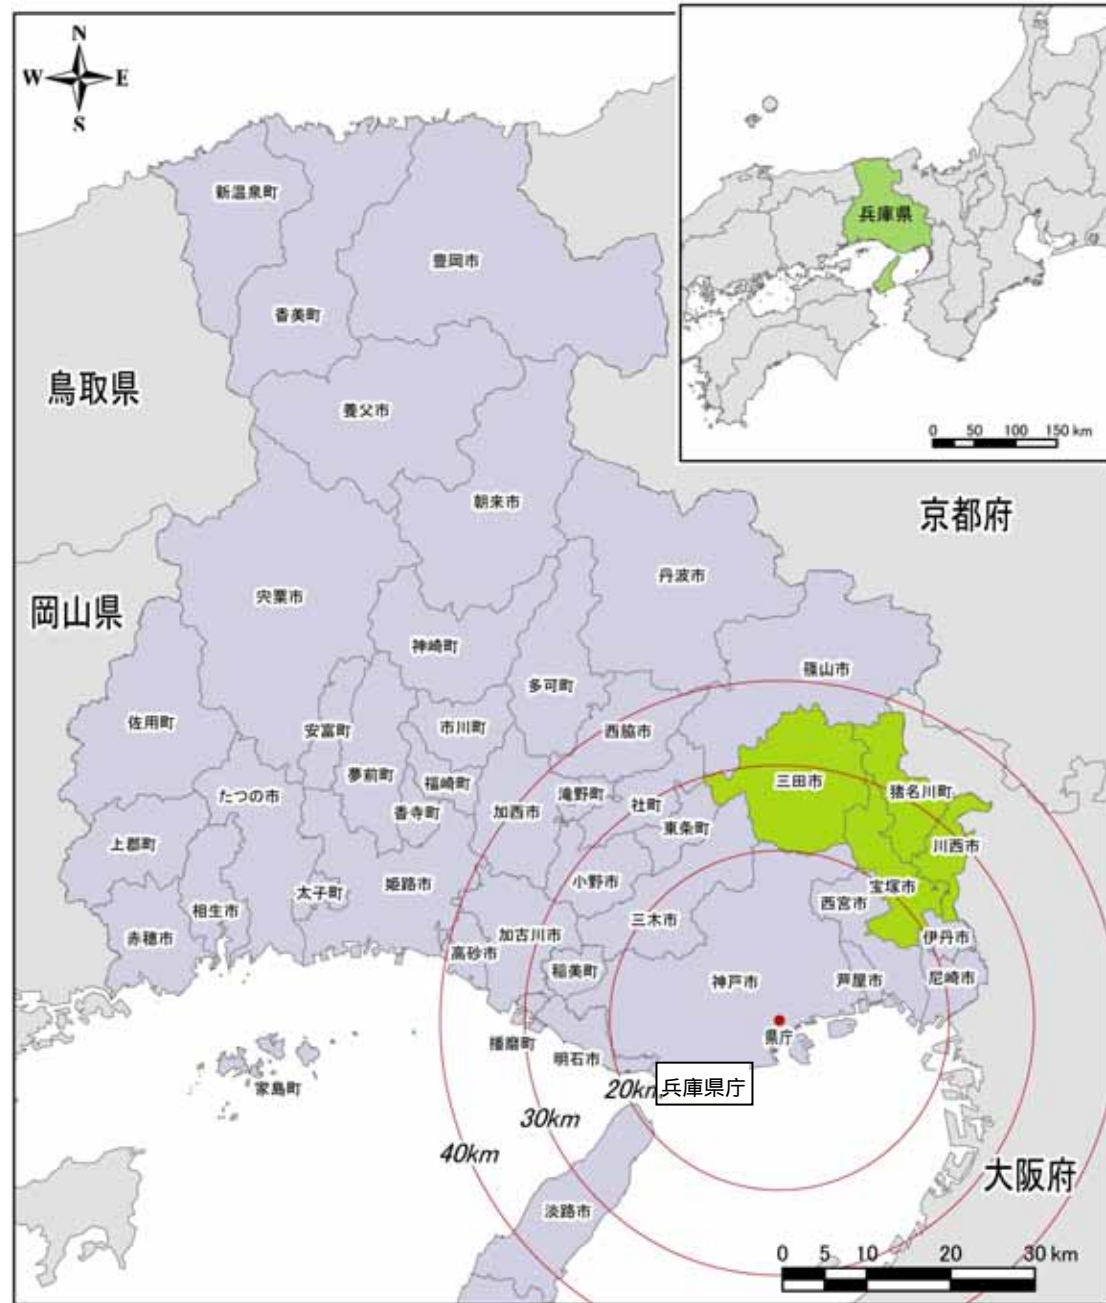 N
W
E
S
新温泉町
豊岡市
香美町
鳥取県
養父市
朝来市
京都府
丹波市
宍粟市
岡山県
神崎町
篠山市
多可町
佐用町
安富町
市川町
西脇市
夢前町
福崎町
三田市
たつの市
滝野町
猪名川町
香寺町
加西市
社町
東条町
上郡町
川西市
姫路市
小野市
宝塚市
太子町
西宮市
相生市
三木市
赤穂市
加古川市
伊丹市
高砂市
稲美町
神戸市
芦屋市
尼崎市
県庁
播磨町
明石市
家島町
20km
兵庫県庁
30km
40km
大阪府
淡路市
0 5 10 20 30 km
兵庫県
0 50 100 150 km